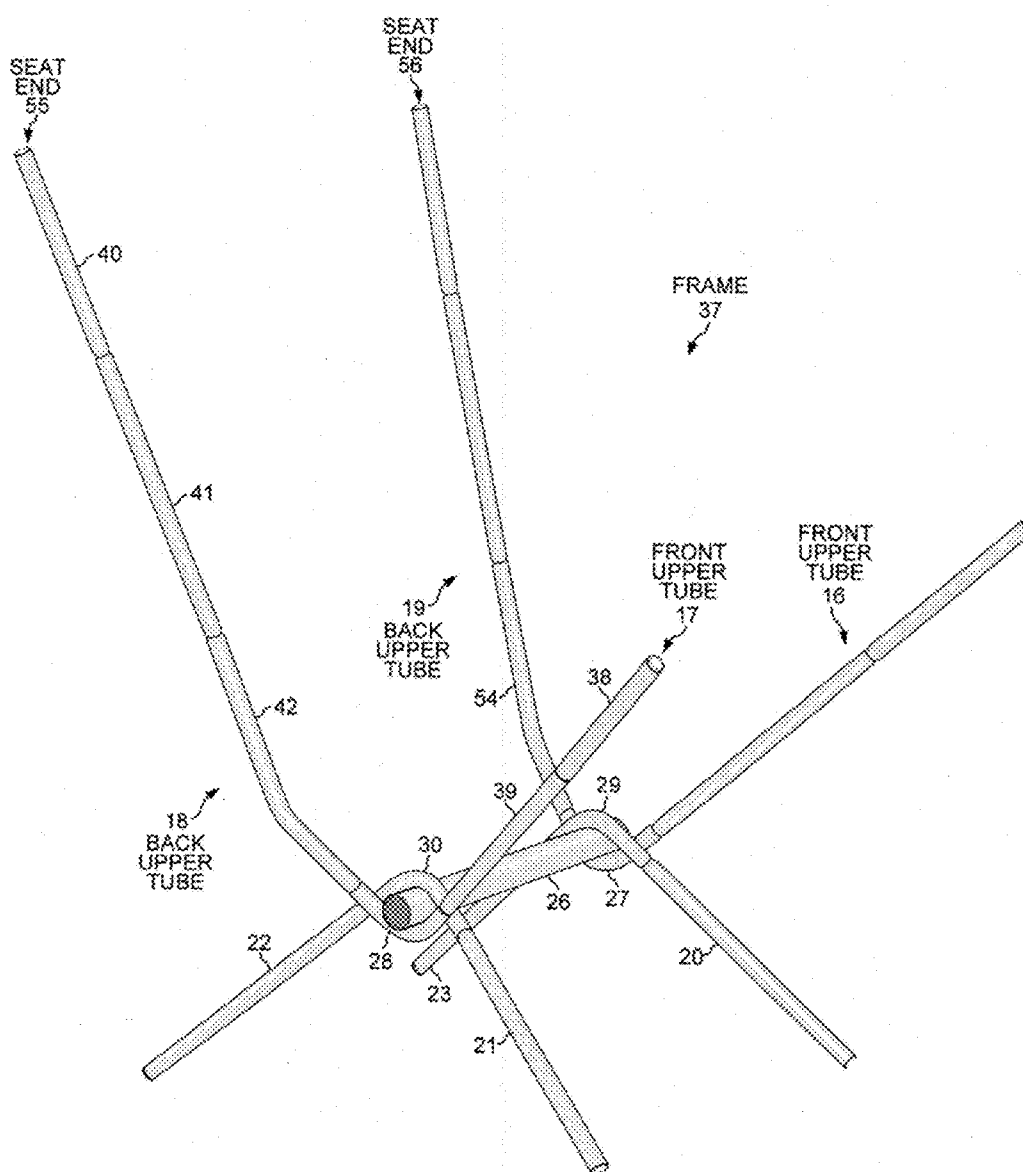 SEAT
END
55
SEAT
END
56
40
FRAME
37
41
FRONT
UPPER
TUBE
17
FRONT
UPPER
TUBE
16
19
BACK
UPPER
TUBE
38
54
42
39
29
18
BACK
UPPER
TUBE
30
26
27
22
28
23
20
21